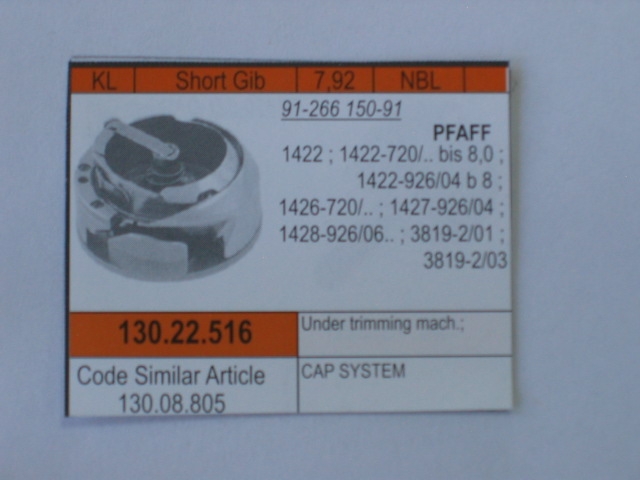 KL Short Gib 7,92 NBL
91-266 150-91
PFAFF
1422 ; 1422-720/.. bis 8,0 ;
1422-926/04 b 8 ;
1426-720/.. ; 1427-926/04 ;
1428-926/06.. ; 3819-2/01 ;
3819-2/03
130.22.516
Under trimming mach.;
Code Similar Article
130.08.805
CAP SYSTEM